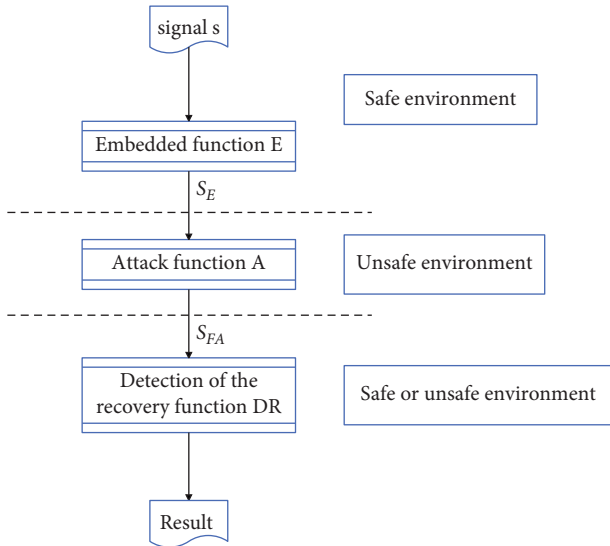 signal s
Safe environment
Embedded function E
S_E
Attack function A
Unsafe environment
S_FA
Detection of the
recovery function DR
Safe or unsafe environment
Result